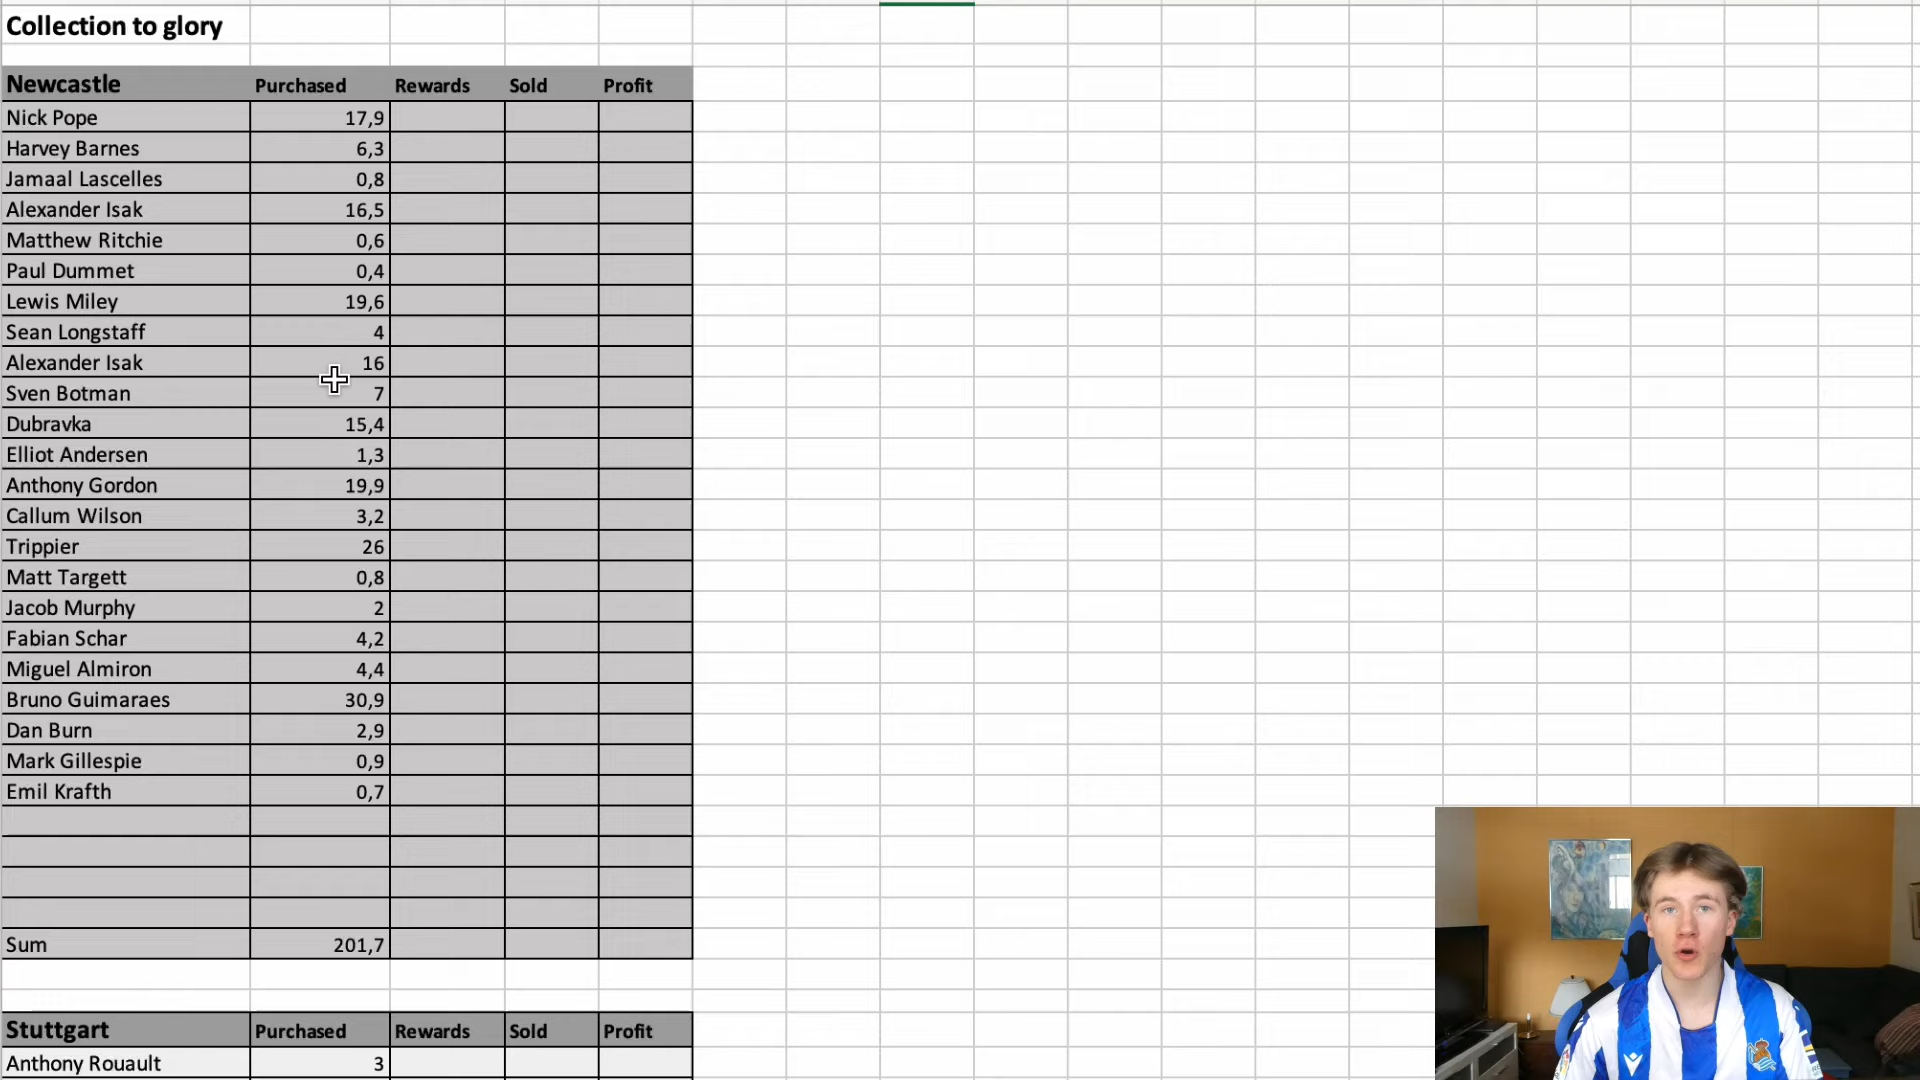 Collection to glory
Newcastle Purchased Rewards Sold Profit
Nick Pope 17,9
Harvey Barnes 6,3
Jamaal Lascelles 0,8
Alexander Isak 16,5
Matthew Ritchie 0,6
Paul Dummet 0,4
Lewis Miley 19,6
Sean Longstaff 4
Alexander Isak 16
Sven Botman 7
Dubravka 15,4
Elliot Andersen 1,3
Anthony Gordon 19,9
Callum Wilson 3,2
Trippier 26
Matt Targett 0,8
Jacob Murphy 2
Fabian Schar 4,2
Miguel Almiron 4,4
Bruno Guimaraes 30,9
Dan Burn 2,9
Mark Gillespie 0,9
Emil Krafth 0,7
Sum 201,7
Stuttgart Purchased Rewards Sold Profit
Anthony Rouault 3